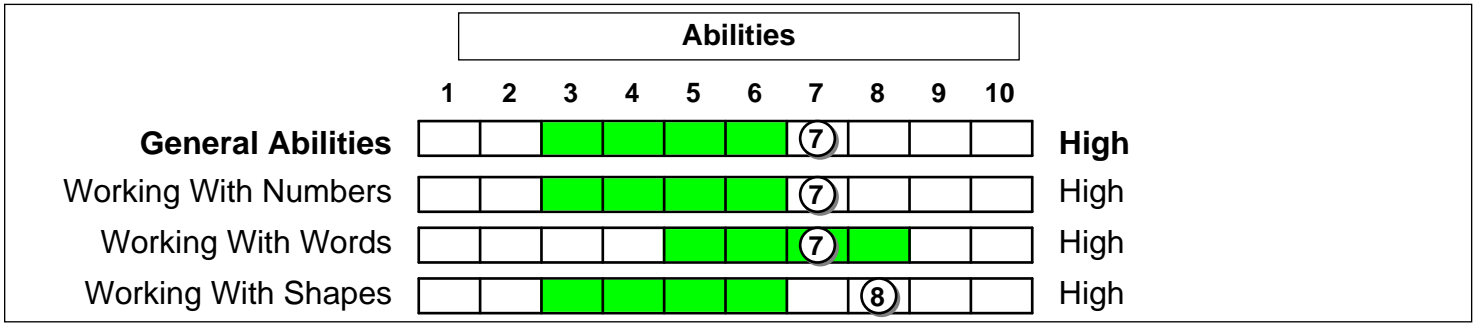 Abilities
1 2 3 4 5 6 7 8 9 10
General Abilities 7 High
Working With Numbers 7 High
Working With Words 7 High
Working With Shapes 8 High